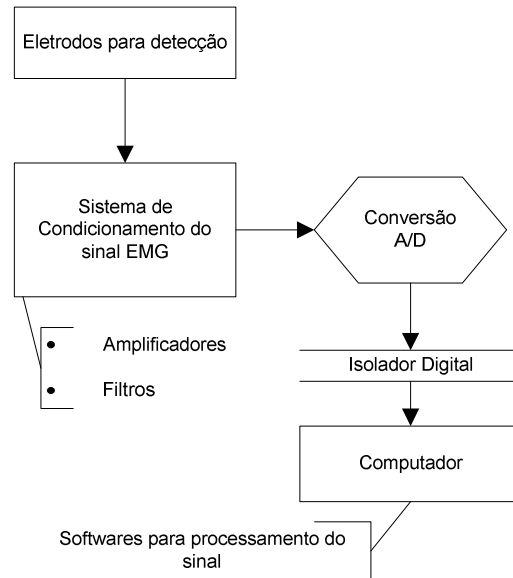 Eletrodos para detecção
Sistema de
Condicionamento do
sinal EMG
Conversão
A/D
• Amplificadores
• Filtros
Isolador Digital
Computador
Softwares para processamento do
sinal